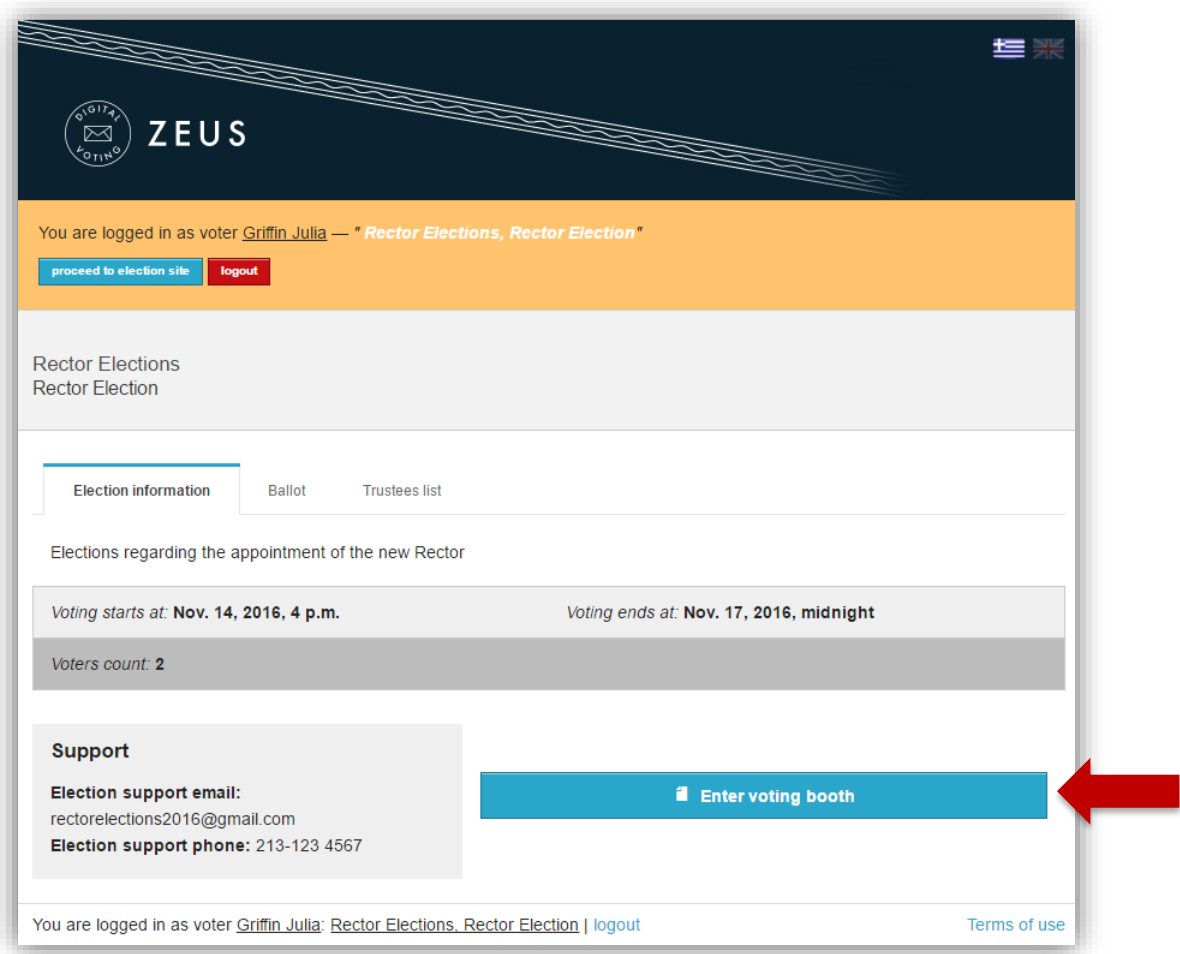 DIGITAL VOTING
ZEUS
You are logged in as voter Griffin Julia — " Rector Elections, Rector Election"
proceed to election site logout
Rector Elections
Rector Election
Election information Ballot Trustees list
Elections regarding the appointment of the new Rector
Voting starts at: Nov. 14, 2016, 4 p.m. Voting ends at: Nov. 17, 2016, midnight
Voters count: 2
Support
Election support email:
rectorelections2016@gmail.com
Election support phone: 213-123 4567
Enter voting booth
You are logged in as voter Griffin Julia: Rector Elections, Rector Election | logout Terms of use